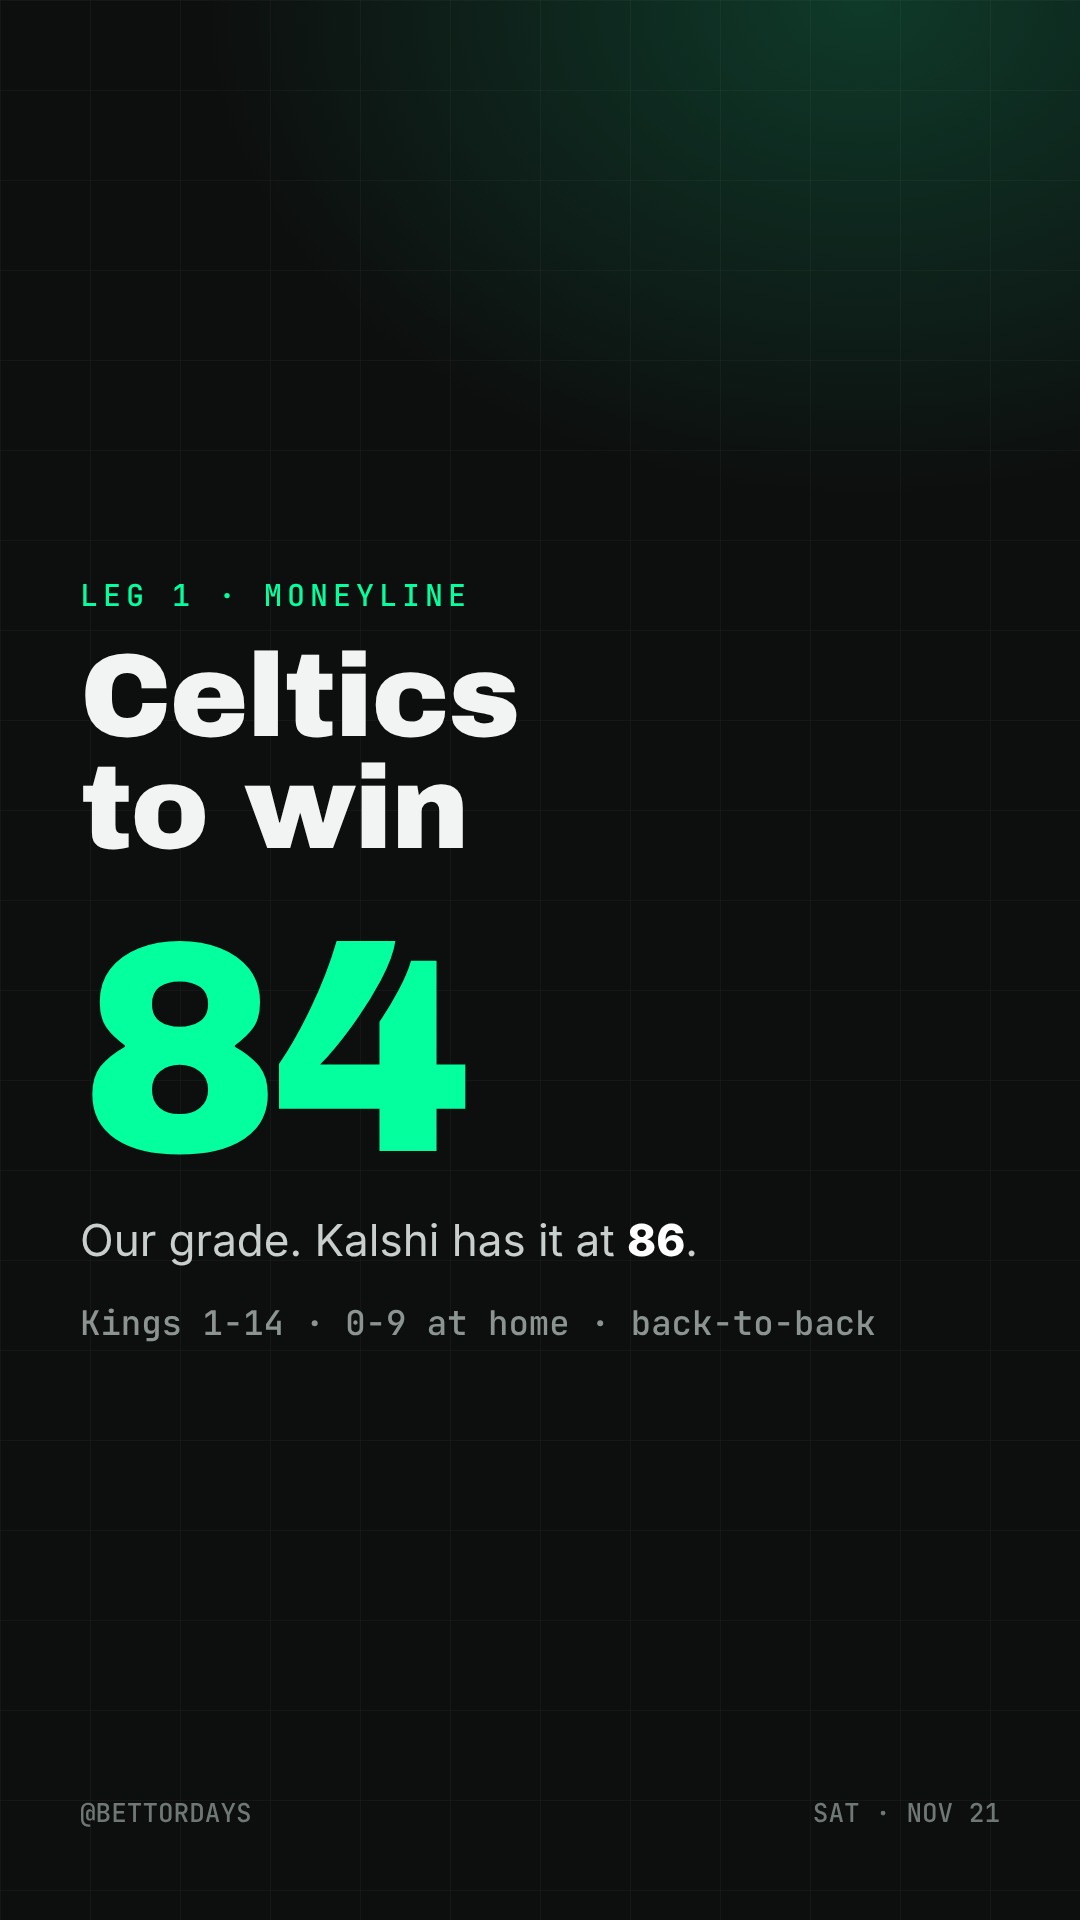 LEG 1 · MONEYLINE
Celtics
to win
84
Our grade. Kalshi has it at 86.
Kings 1-14 · 0-9 at home · back-to-back
@BETTORDAYS
SAT · NOV 21